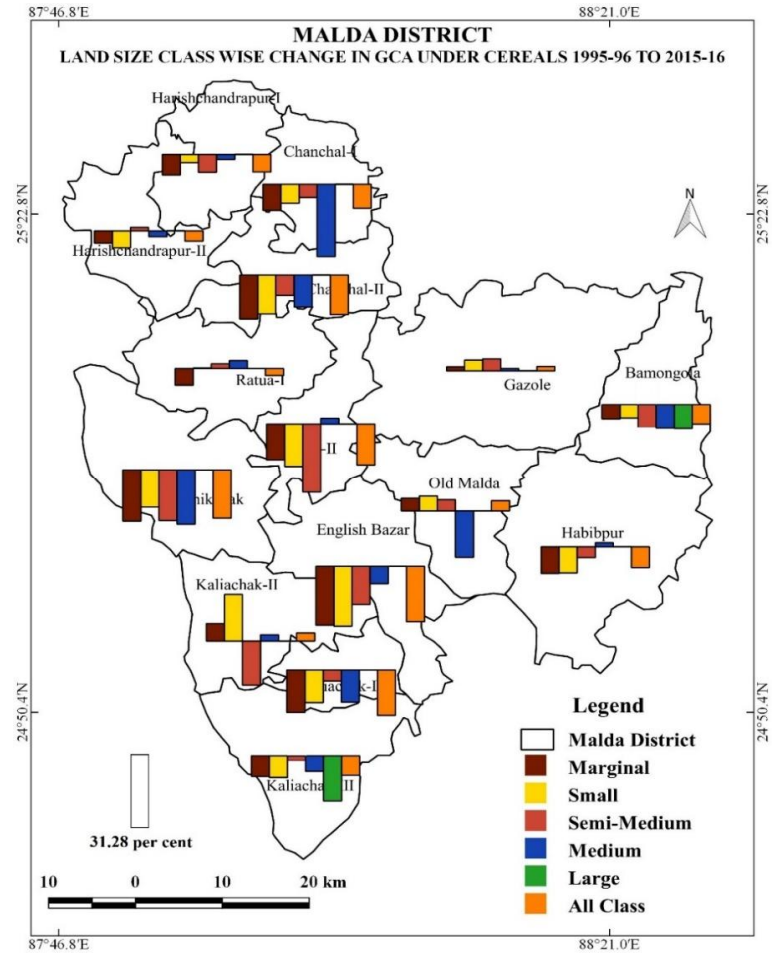 87°46.8'E
88°21.0'E
MALDA DISTRICT
LAND SIZE CLASS WISE CHANGE IN GCA UNDER CEREALS 1995-96 TO 2015-16
Harishchandrapur-I
Chanchal-I
N
25°22.8'N
25°22.8'N
Harishchandrapur-II
Chanchal-II
Ratua-I
Gazole
Bamongola
-II
Old Malda
English Bazar
Habibpur
Kaliachak-II
24°50.4'N
24°50.4'N
31.28 per cent
10 0 10 20 km
Legend
Malda District
Marginal
Small
Semi-Medium
Medium
Large
All Class
87°46.8'E
88°21.0'E